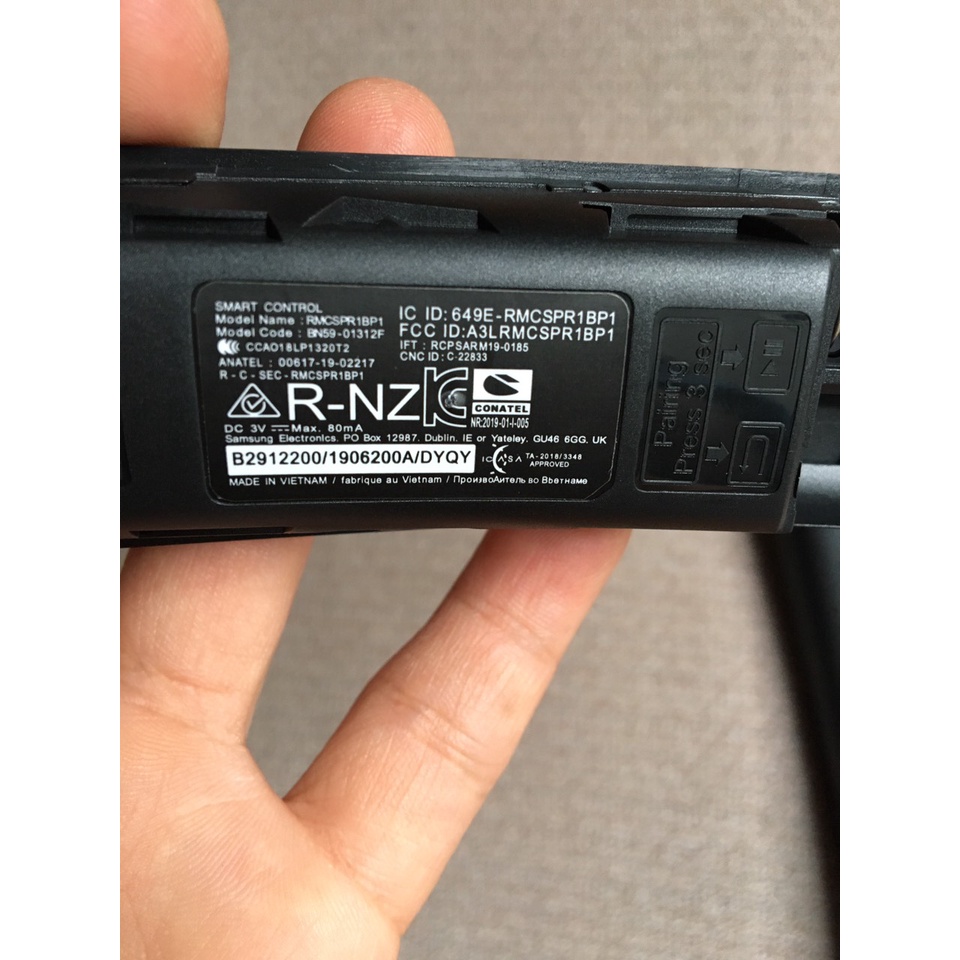 SMART CONTROL
Model Name : RMCSPR1BP1
Model Code : BN59-01312F
CCAO18LP1320T2
ANATEL : 00617-19-02217
R-C-SEC-RMCSPR1BP1
IC ID: 649E-RMCSPR1BP1
FCC ID:A3LRMCSPR1BP1
IFT : RCPSARM19-0185
CNC ID: C-22833
R-NZ
CONATEL
NR:2019-01-I-005
DC 3V Max. 80mA
Samsung Electronics. PO Box 12987. Dublin. IE or Yateley. GU46 6GG. UK
B2912200/1906200A/DYQY
ICASA TA-2018/3348
APPROVED
MADE IN VIETNAM / fabrique au Vietnam / ПроизвоАитель во Вьетнаме
Pairing
Press 3 sec